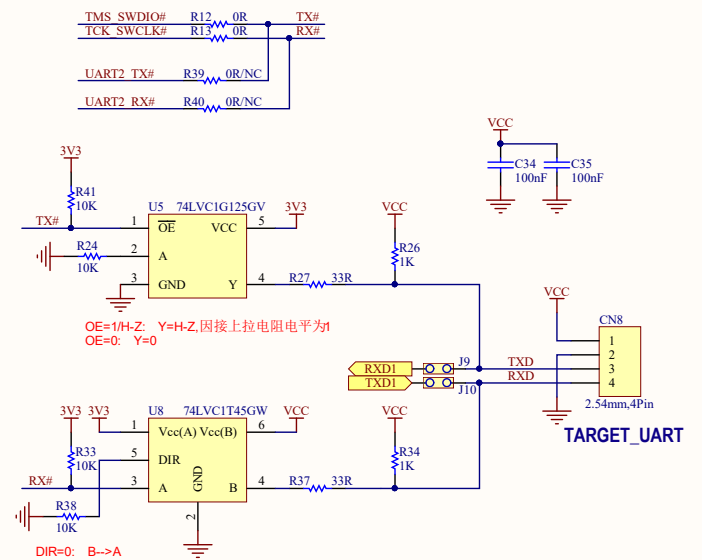 TMS_SWDIO# R12 0R TX#
TCK_SWCLK# R13 0R RX#
UART2_TX# R39 0R/NC
UART2_RX# R40 0R/NC
VCC
C34
100nF
C35
100nF
3V3
R41
10K
TX#
R24
10K
U5 74LVC1G125GV
1 OE VCC 5
2 A
3 GND Y 4
3V3
VCC
R26
1K
R27 33R
OE=1/H-Z: Y=H-Z,因接上拉电阻电平为1
OE=0: Y=0
RXD1 J9
TXD1 J10
TXD
RXD
VCC
CN8
1
2
3
4
2.54mm,4Pin
TARGET_UART
3V3 3V3
R33
10K
RX#
R38
10K
U8 74LVC1T45GW
1 Vcc(A) Vcc(B) 6
5 DIR
3 A B 4
GND
2
VCC
VCC
R34
1K
R37 33R
DIR=0: B-->A